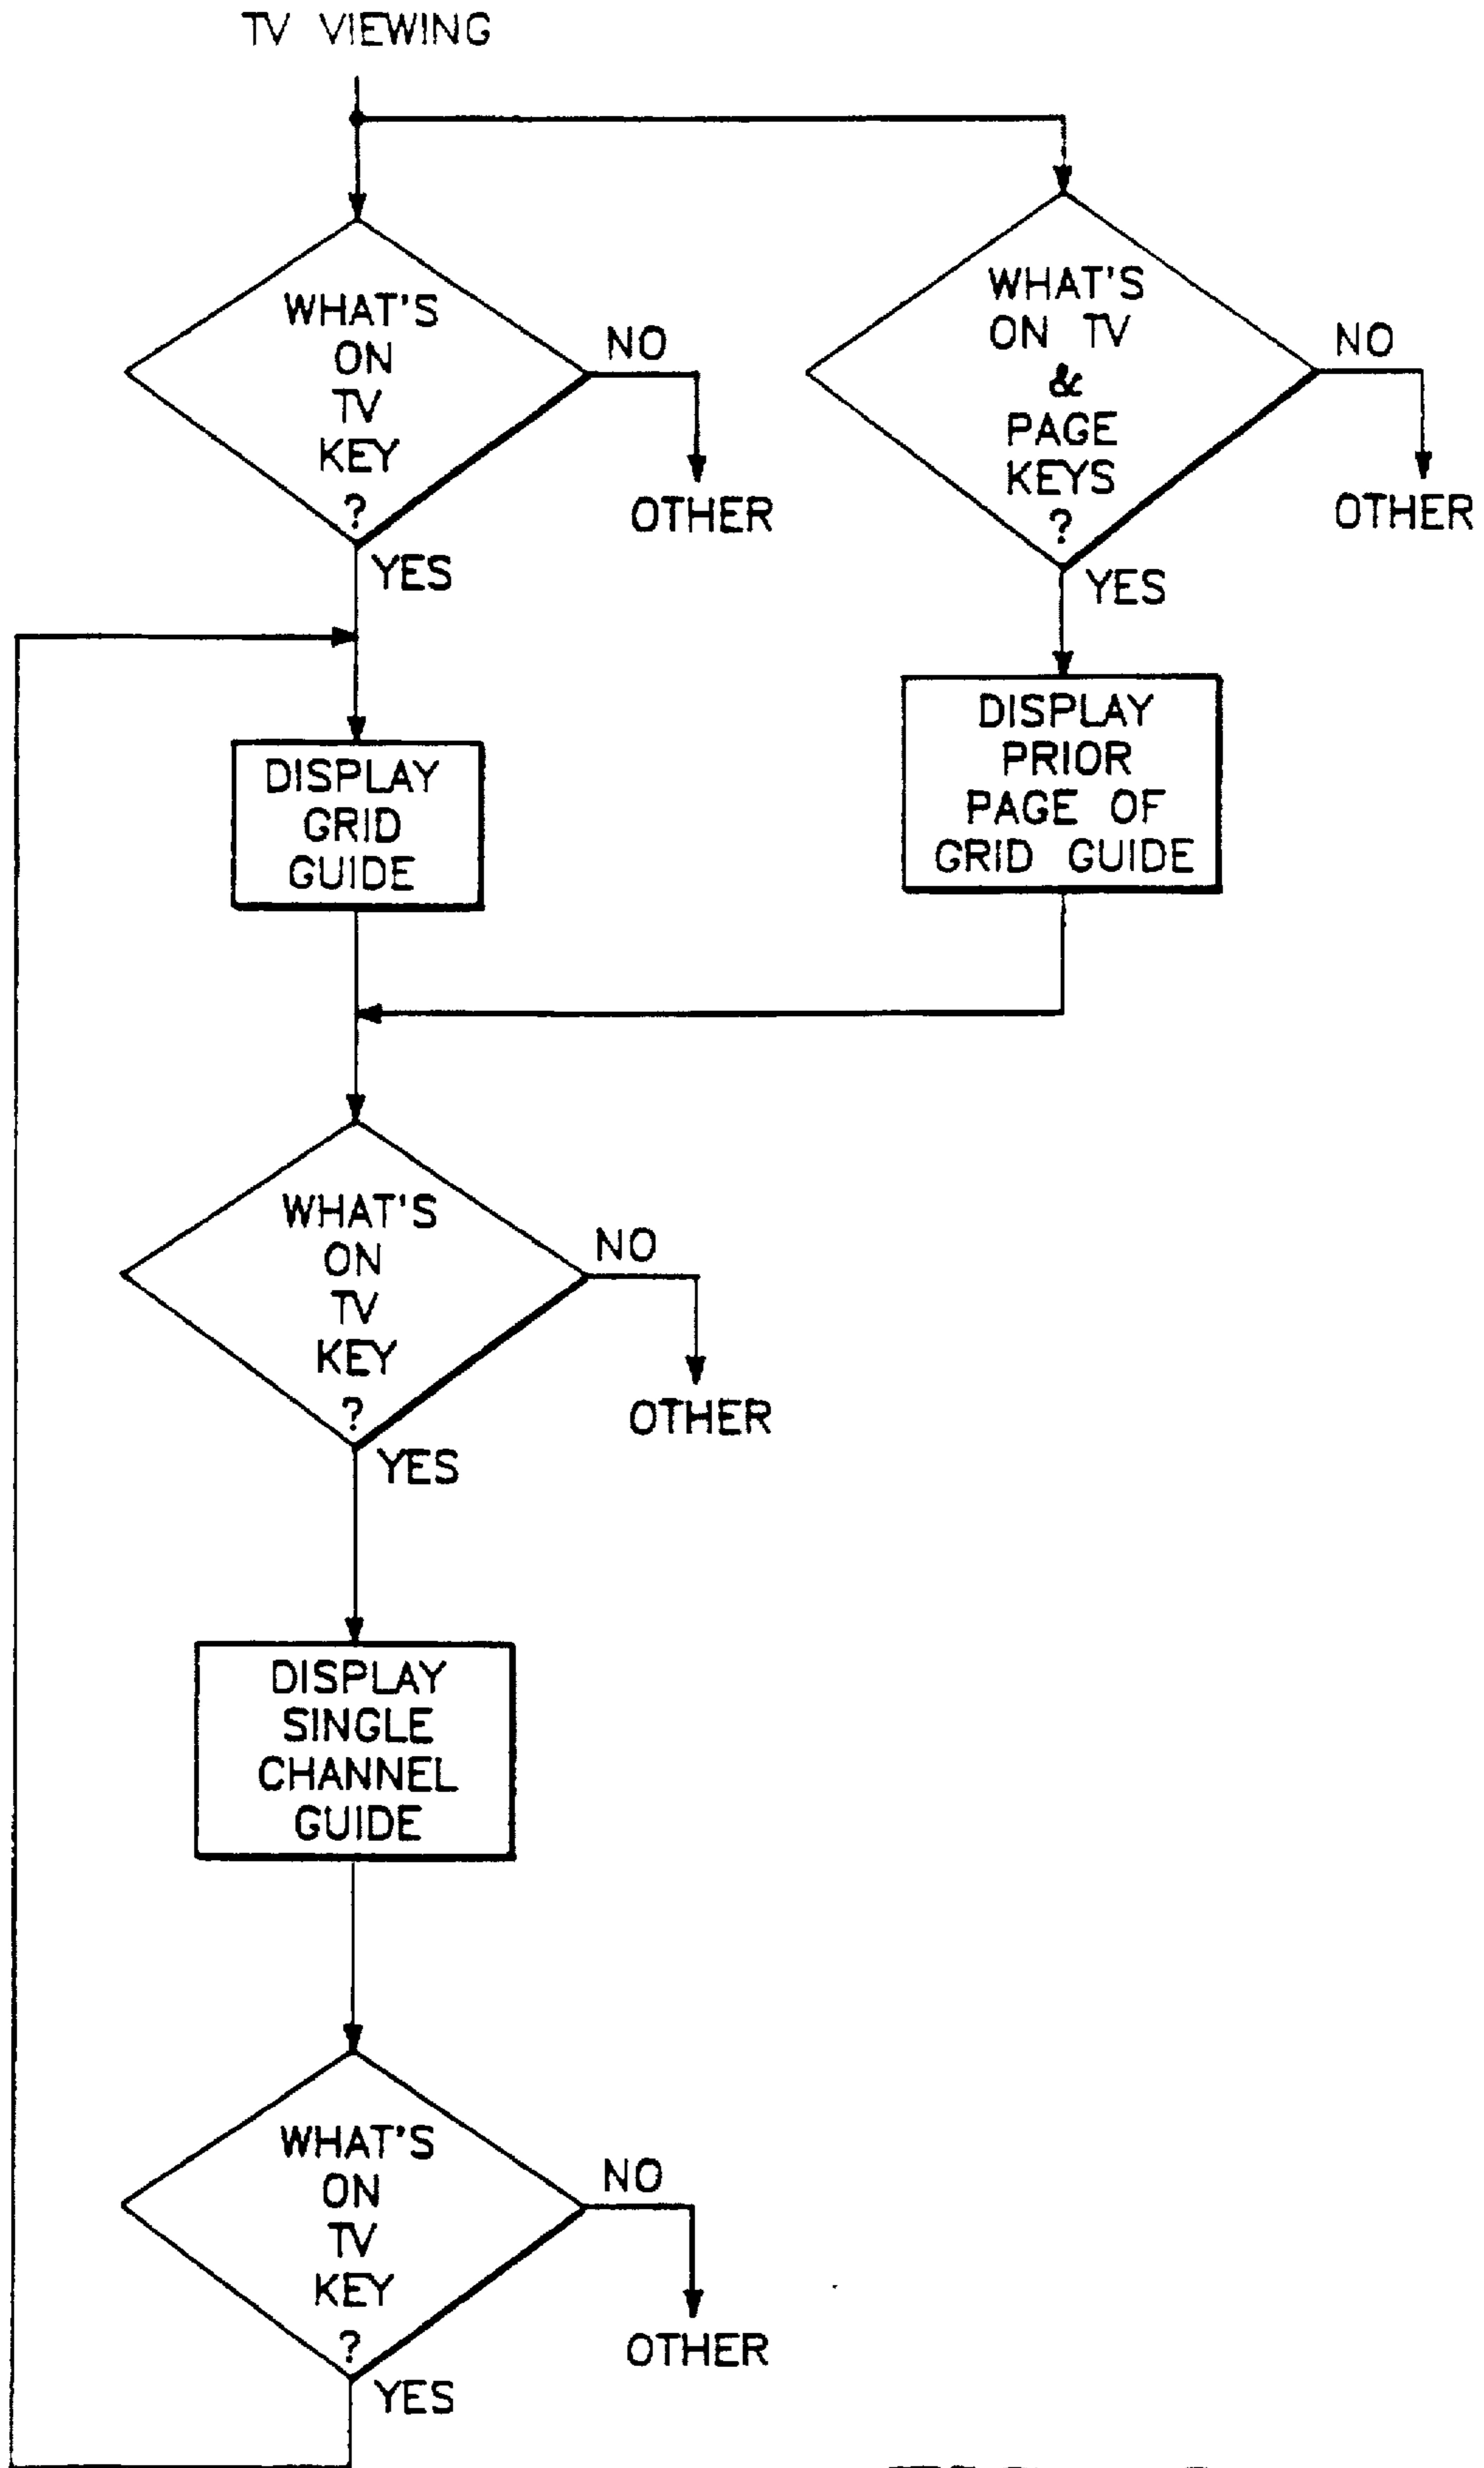 TV VIEWING
WHAT'S
ON
TV
KEY
?
NO
OTHER
YES
WHAT'S
ON TV
&
PAGE
KEYS
?
NO
OTHER
YES
DISPLAY
GRID
GUIDE
DISPLAY
PRIOR
PAGE OF
GRID GUIDE
WHAT'S
ON
TV
KEY
?
NO
OTHER
YES
DISPLAY
SINGLE
CHANNEL
GUIDE
WHAT'S
ON
TV
KEY
?
NO
OTHER
YES